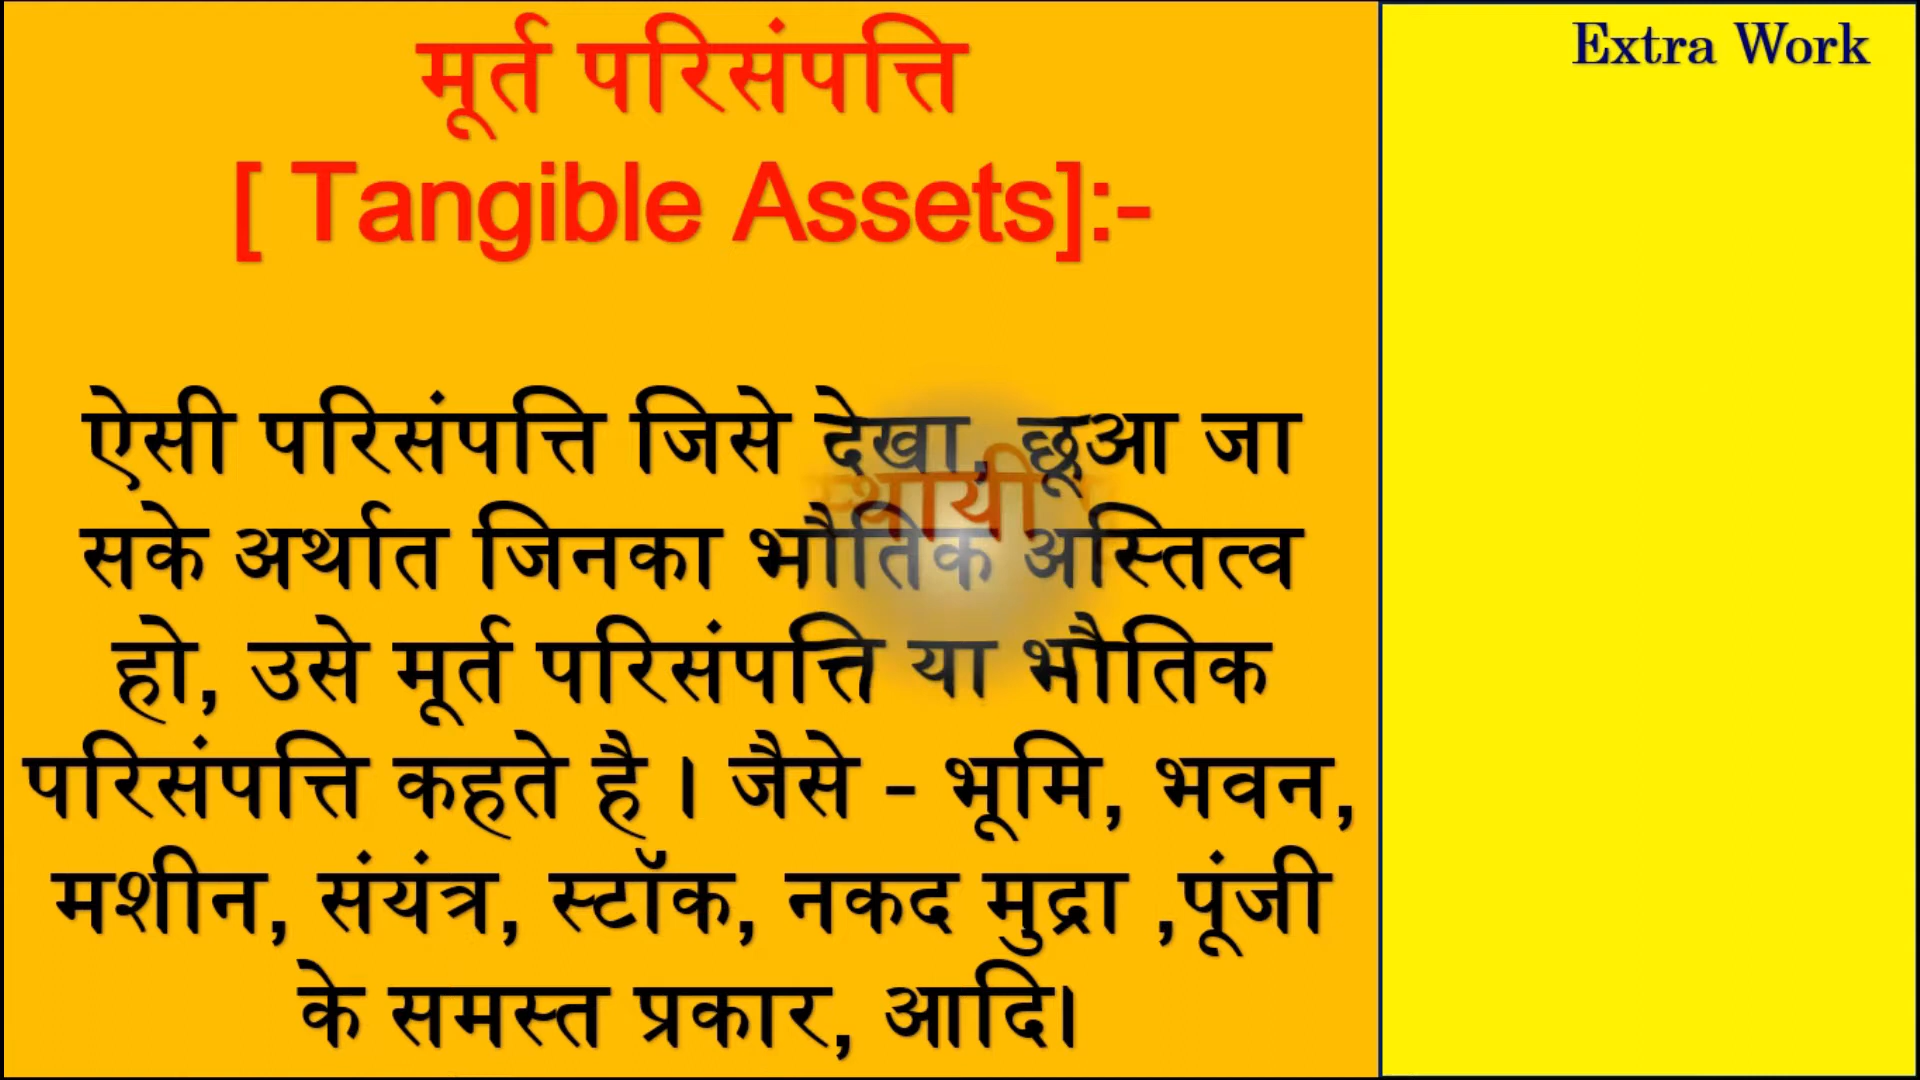 मूर्त परिसंपत्ति
[ Tangible Assets]:-
Extra Work
ऐसी परिसंपत्ति जिसे देखा, छूआ जा
सके अर्थात जिनका भौतिक अस्तित्व
हो, उसे मूर्त परिसंपत्ति या भौतिक
परिसंपत्ति कहते है । जैसे - भूमि, भवन,
मशीन, संयंत्र, स्टॉक, नकद मुद्रा ,पूंजी
के समस्त प्रकार, आदि।